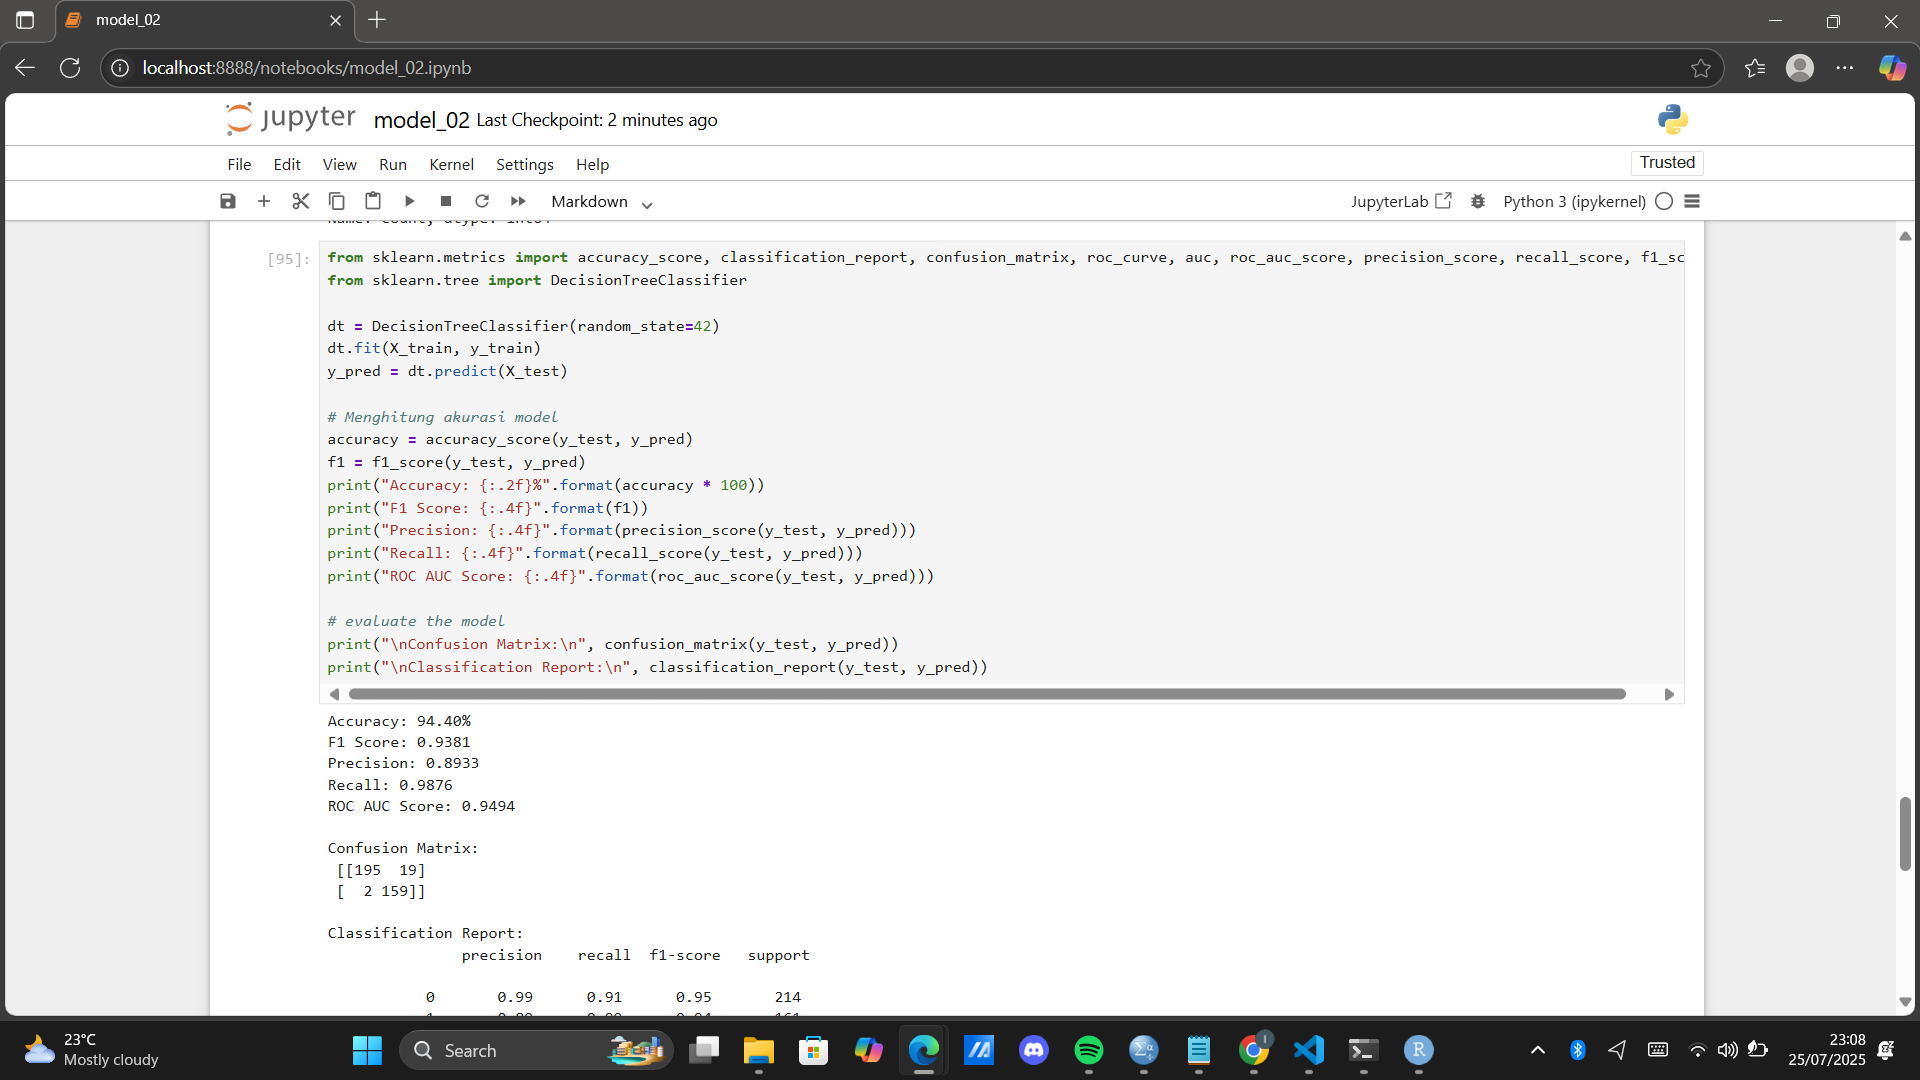 model_02
localhost:8888/notebooks/model_02.ipynb
jupyter model_02 Last Checkpoint: 2 minutes ago
File Edit View Run Kernel Settings Help
Trusted
Markdown
JupyterLab
Python 3 (ipykernel)
[95]:
from sklearn.metrics import accuracy_score, classification_report, confusion_matrix, roc_curve, auc, roc_auc_score, precision_score, recall_score, f1_sc
from sklearn.tree import DecisionTreeClassifier
dt = DecisionTreeClassifier(random_state=42)
dt.fit(X_train, y_train)
y_pred = dt.predict(X_test)
# Menghitung akurasi model
accuracy = accuracy_score(y_test, y_pred)
f1 = f1_score(y_test, y_pred)
print("Accuracy: {:.2f}%".format(accuracy * 100))
print("F1 Score: {:.4f}".format(f1))
print("Precision: {:.4f}".format(precision_score(y_test, y_pred)))
print("Recall: {:.4f}".format(recall_score(y_test, y_pred)))
print("ROC AUC Score: {:.4f}".format(roc_auc_score(y_test, y_pred)))
# evaluate the model
print("\nConfusion Matrix:\n", confusion_matrix(y_test, y_pred))
print("\nClassification Report:\n", classification_report(y_test, y_pred))
Accuracy: 94.40%
F1 Score: 0.9381
Precision: 0.8933
Recall: 0.9876
ROC AUC Score: 0.9494
Confusion Matrix:
[[195 19]
[ 2 159]]
Classification Report:
precision recall f1-score support
0 0.99 0.91 0.95 214
23°C
Mostly cloudy
Search
23:08
25/07/2025